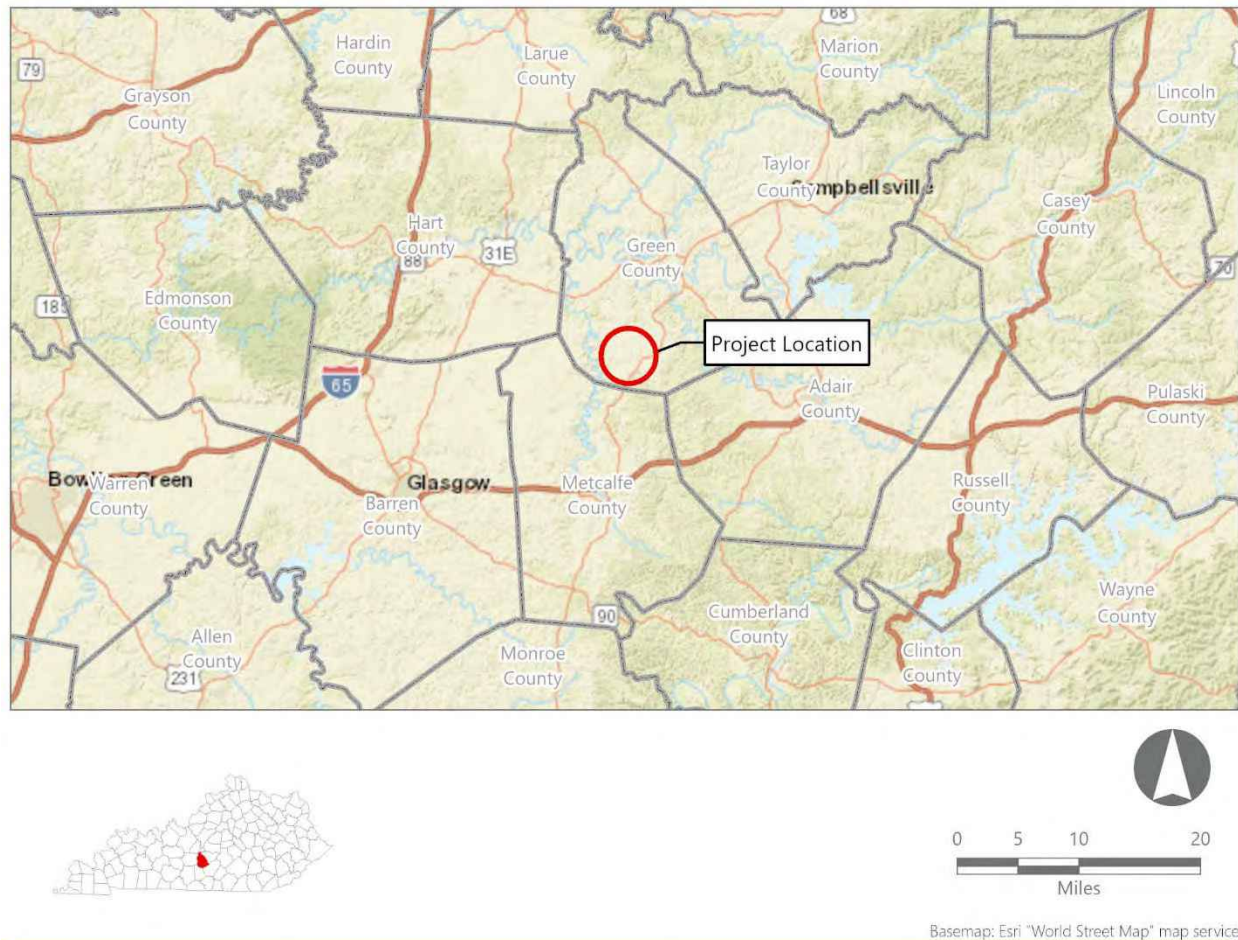 68
Hardin
County
Larue
County
Marion
County
79
Grayson
County
Lincoln
County
Taylor
County
Campbellsville
Casey
County
Hart
County
88
31E
Green
County
70
185
Edmonson
County
Project Location
65
Adair
County
Pulaski
County
Bowling Green
Warren
County
Glasgow
Barren
County
Metcalfe
County
Russell
County
Wayne
County
90
Cumberland
County
Allen
County
231
Monroe
County
Clinton
County
0 5 10 20
Miles
Basemap: Esri "World Street Map" map service